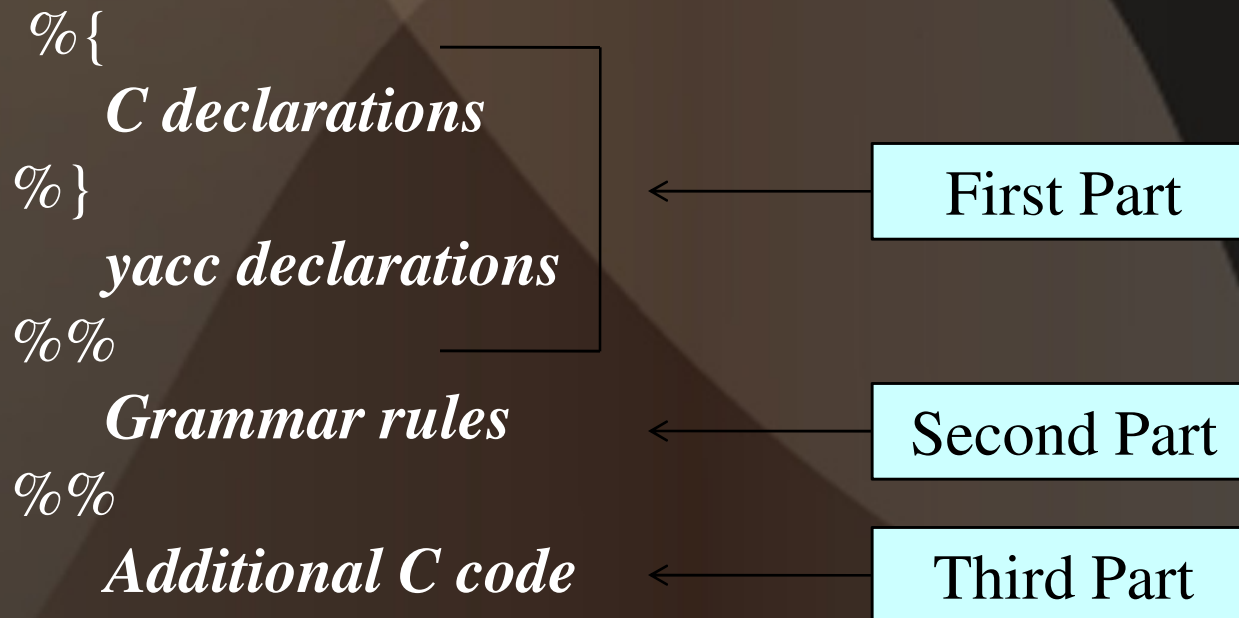 %{
C declarations
%}
First Part
yacc declarations
%%
Grammar rules
Second Part
%%
Additional C code
Third Part